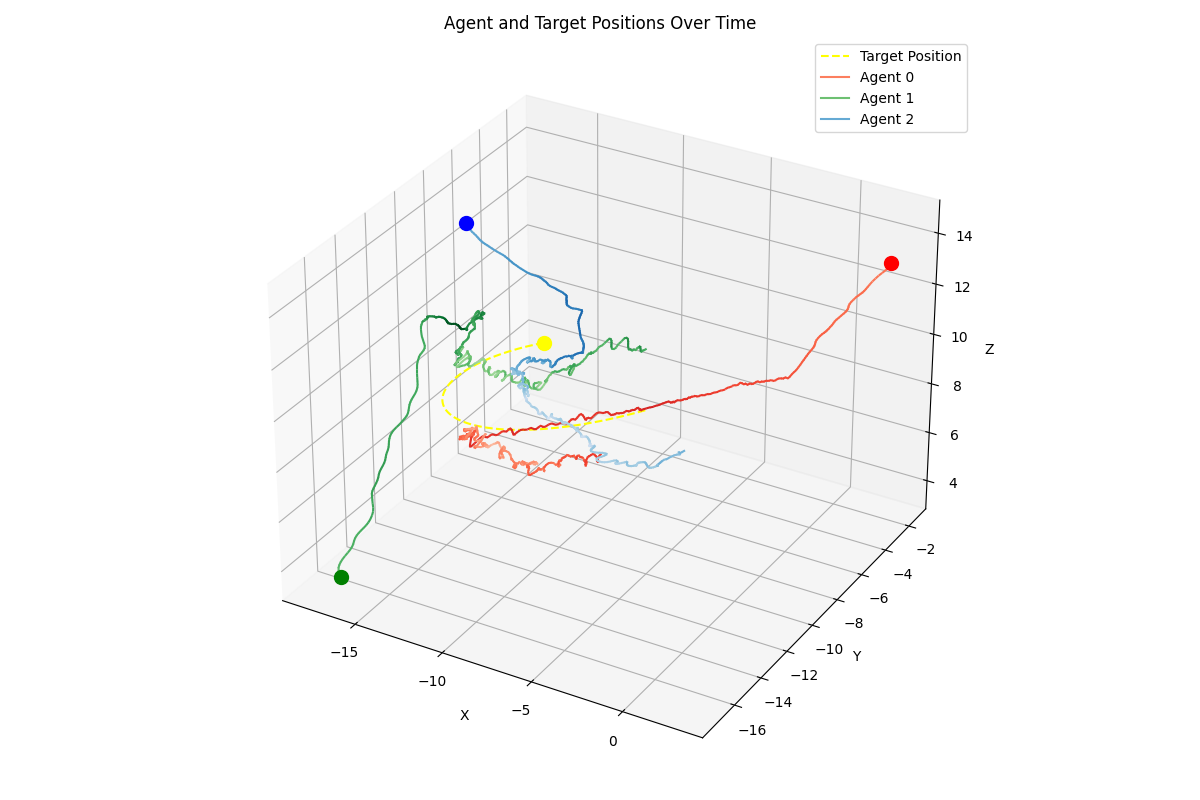 Agent and Target Positions Over Time
Target Position
Agent 0
Agent 1
Agent 2
14
12
10
8
6
4
Z
−2
−4
−6
−8
−10
−12
−14
−16
Y
−15
−10
−5
0
X